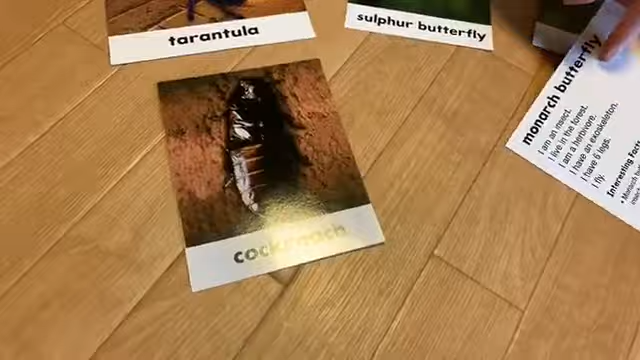 tarantula
sulphur butterfly
monarch butterfly
I am an insect.
I live in the forest.
I am a herbivore.
I have an exoskeleton.
I have 6 legs.
I fly.
Interesting Facts
cockroach